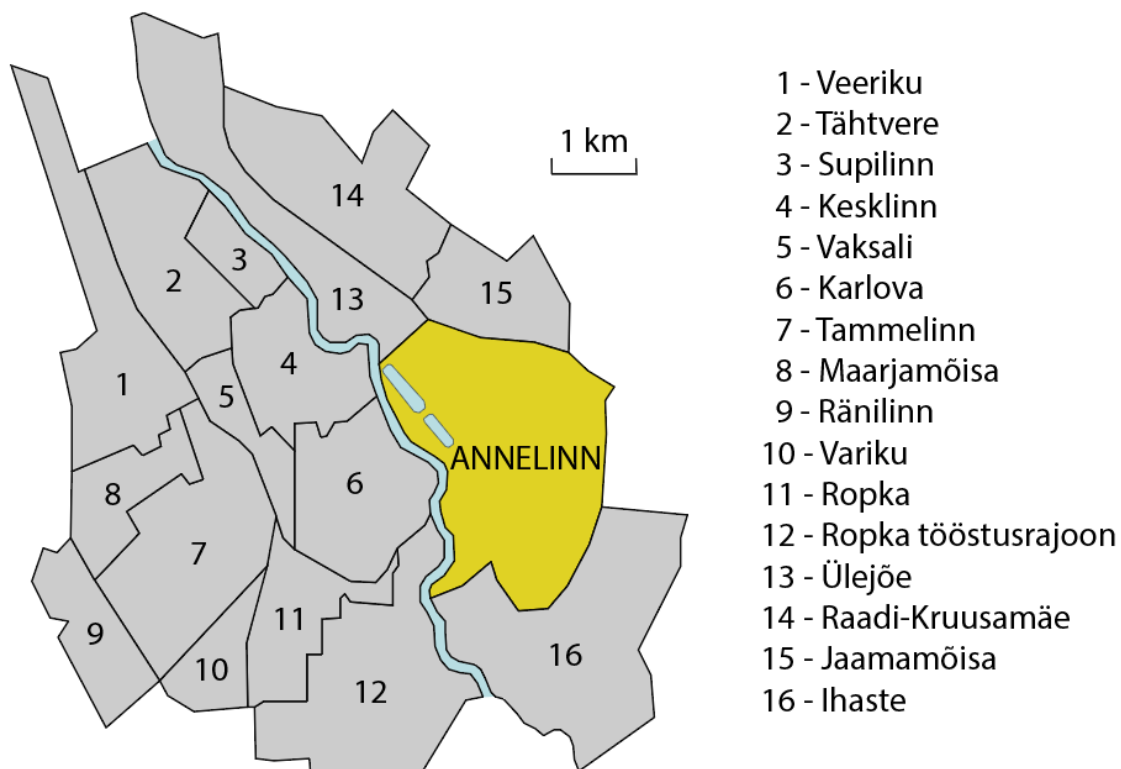 1 - Veeriku
2 - Tähtvere
3 - Supilinn
4 - Kesklinn
5 - Vaksali
6 - Karlova
7 - Tammelinn
8 - Maarjamõisa
9 - Ränilinn
10 - Variku
11 - Ropka
12 - Ropka tööstusrajoon
13 - Ülejõe
14 - Raadi-Kruusamäe
15 - Jaamamõisa
16 - Ihaste
1 km
14
3
2
13
15
4
1
5
ANNELINN
6
8
7
11
9
10
12
16